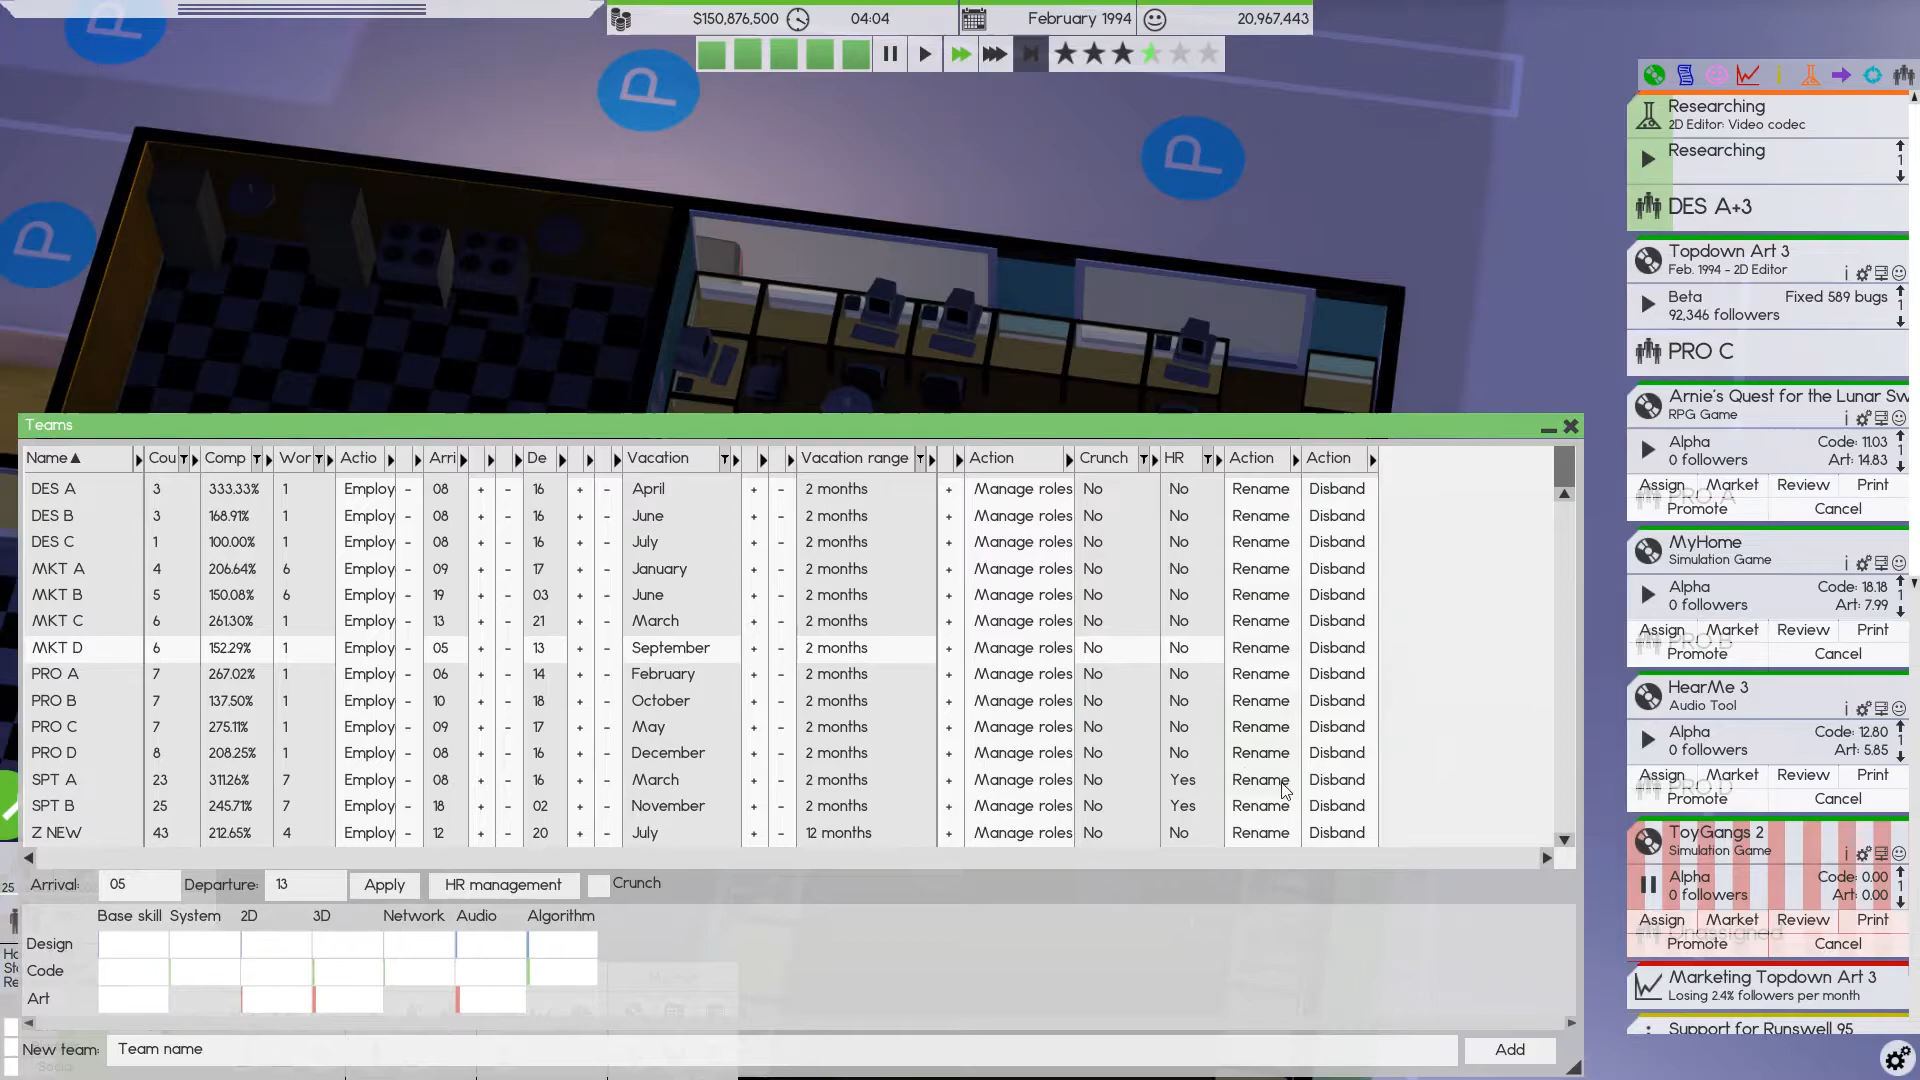 $150,876,500
04:04
February 1994
20,967,443
P
P
P
P
Researching
2D Editor: Video codec
Researching
1
DES A+3
Topdown Art 3
Feb. 1994 - 2D Editor
Beta
Fixed 589 bugs
92,346 followers
1
PRO C
Arnie's Quest for the Lunar Sw
RPG Game
Alpha
Code: 11.03
0 followers
Art: 14.83
1
Assign Market Review Print
PRO A
Promote Cancel
MyHome
Simulation Game
Alpha
Code: 18.18
0 followers
Art: 7.99
1
Assign Market Review Print
PRO B
Promote Cancel
HearMe 3
Audio Tool
Alpha
Code: 12.80
0 followers
Art: 5.85
1
Assign Market Review Print
PRO D
Promote Cancel
ToyGangs 2
Simulation Game
Alpha
Code: 0.00
0 followers
Art: 0.00
1
Assign Market Review Print
Unassigned
Promote Cancel
Marketing Topdown Art 3
Losing 2.4% followers per month
Support for Runswell 95
Teams
Name Cou Comp Wor Actio Arri De Vacation Vacation range Action Crunch HR Action Action
DES A 3 333.33% 1 Employ - 08 + - 16 + - April + - 2 months + Manage roles No No Rename Disband
DES B 3 168.91% 1 Employ - 08 + - 16 + - June + - 2 months + Manage roles No No Rename Disband
DES C 1 100.00% 1 Employ - 08 + - 16 + - July + - 2 months + Manage roles No No Rename Disband
MKT A 4 206.64% 6 Employ - 09 + - 17 + - January + - 2 months + Manage roles No No Rename Disband
MKT B 5 150.08% 6 Employ - 19 + - 03 + - June + - 2 months + Manage roles No No Rename Disband
MKT C 6 261.30% 1 Employ - 13 + - 21 + - March + - 2 months + Manage roles No No Rename Disband
MKT D 6 152.29% 1 Employ - 05 + - 13 + - September + - 2 months + Manage roles No No Rename Disband
PRO A 7 267.02% 1 Employ - 06 + - 14 + - February + - 2 months + Manage roles No No Rename Disband
PRO B 7 137.50% 1 Employ - 10 + - 18 + - October + - 2 months + Manage roles No No Rename Disband
PRO C 7 275.11% 1 Employ - 09 + - 17 + - May + - 2 months + Manage roles No No Rename Disband
PRO D 8 208.25% 1 Employ - 08 + - 16 + - December + - 2 months + Manage roles No No Rename Disband
SPT A 23 311.26% 7 Employ - 08 + - 16 + - March + - 2 months + Manage roles No Yes Rename Disband
SPT B 25 245.71% 7 Employ - 18 + - 02 + - November + - 2 months + Manage roles No Yes Rename Disband
Z NEW 43 212.65% 4 Employ - 12 + - 20 + - July + - 12 months + Manage roles No No Rename Disband
Arrival: 05 Departure: 13 Apply HR management Crunch
Base skill System 2D 3D Network Audio Algorithm
Design
Code
Art
New team: Team name Add
25